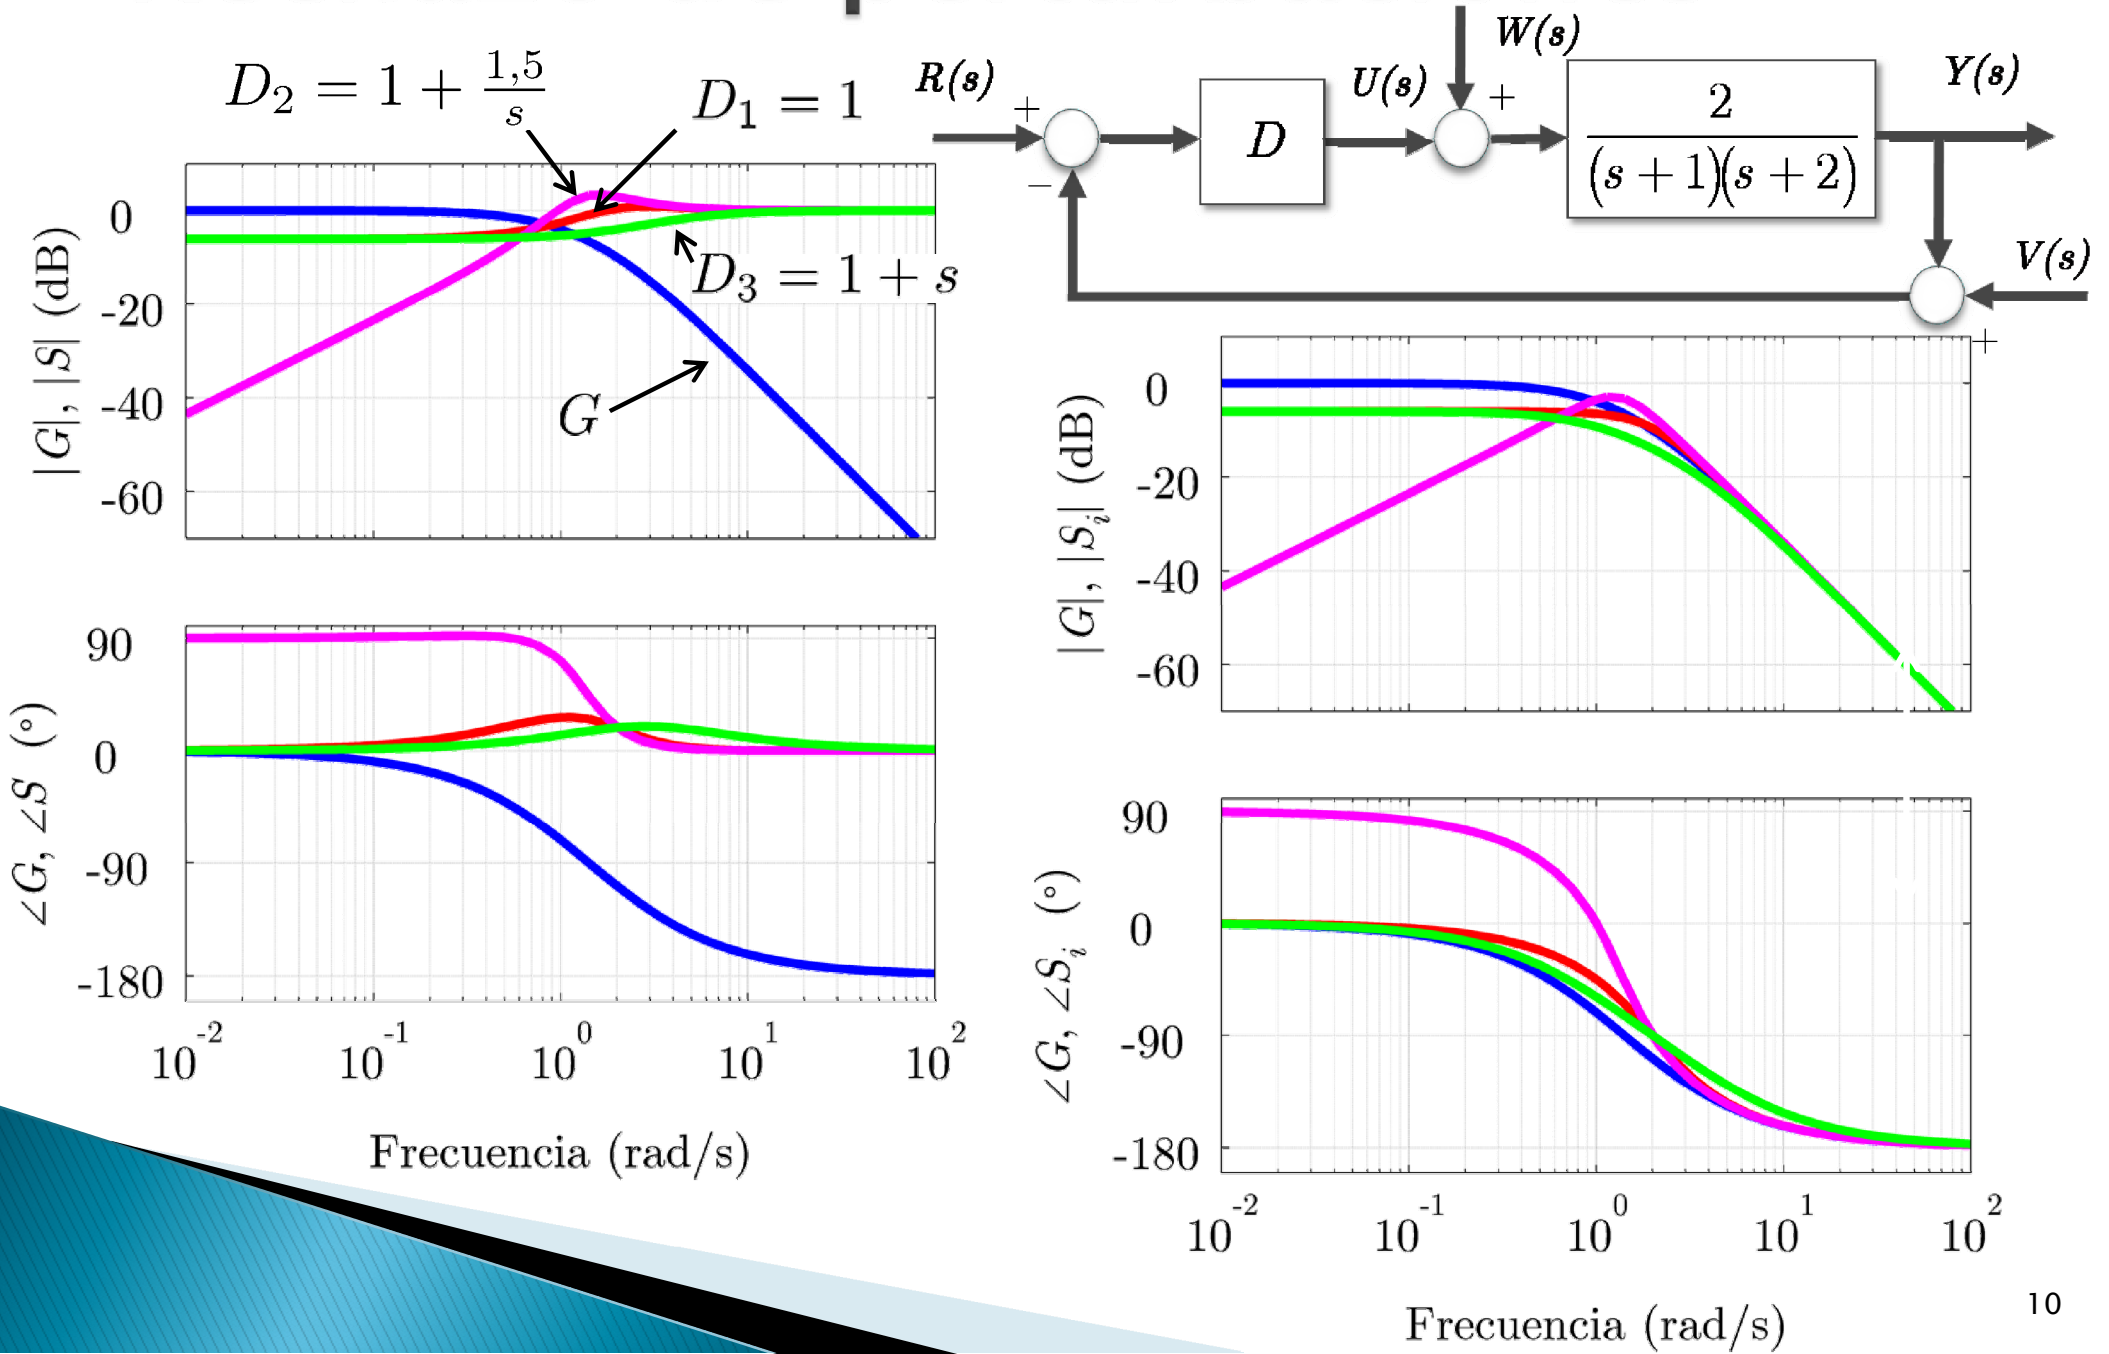 D₂ = 1 + 1,5/s
D₁ = 1
D₃ = 1 + s
G
|G|, |S| (dB)
0
-20
-40
-60
∠G, ∠S (°)
90
0
-90
-180
10⁻² 10⁻¹ 10⁰ 10¹ 10²
Frecuencia (rad/s)
R(s)
+
−
D
U(s)
W(s)
+
2/((s + 1)(s + 2))
Y(s)
V(s)
+
|G|, |Sᵢ| (dB)
0
-20
-40
-60
∠G, ∠Sᵢ (°)
90
0
-90
-180
10⁻² 10⁻¹ 10⁰ 10¹ 10²
Frecuencia (rad/s)
10